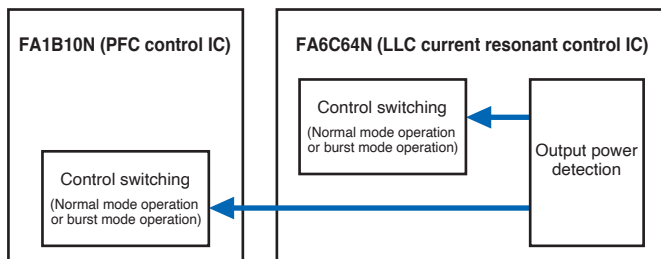 FA1B10N (PFC control IC)
Control switching
(Normal mode operation
or burst mode operation)
FA6C64N (LLC current resonant control IC)
Control switching
(Normal mode operation
or burst mode operation)
Output power
detection